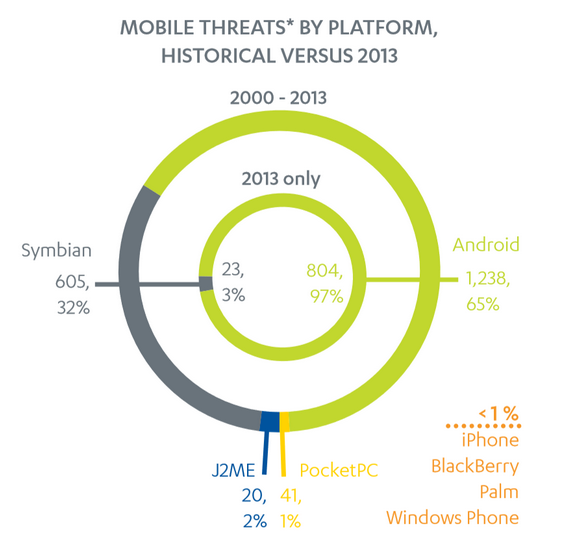 MOBILE THREATS* BY PLATFORM,
HISTORICAL VERSUS 2013
2000 - 2013
2013 only
Symbian
605,
32%
23,
3%
804,
97%
Android
1,238,
65%
J2ME
20,
2%
PocketPC
41,
1%
<1%
iPhone
BlackBerry
Palm
Windows Phone